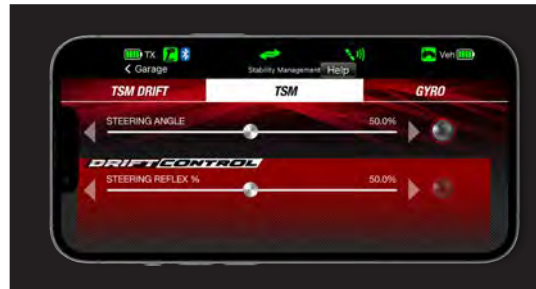 TX Veh
< Garage Stability Management Help
TSM DRIFT TSM GYRO
STEERING ANGLE 50.0%
DRIFT CONTROL
STEERING REFLEX % 50.0%